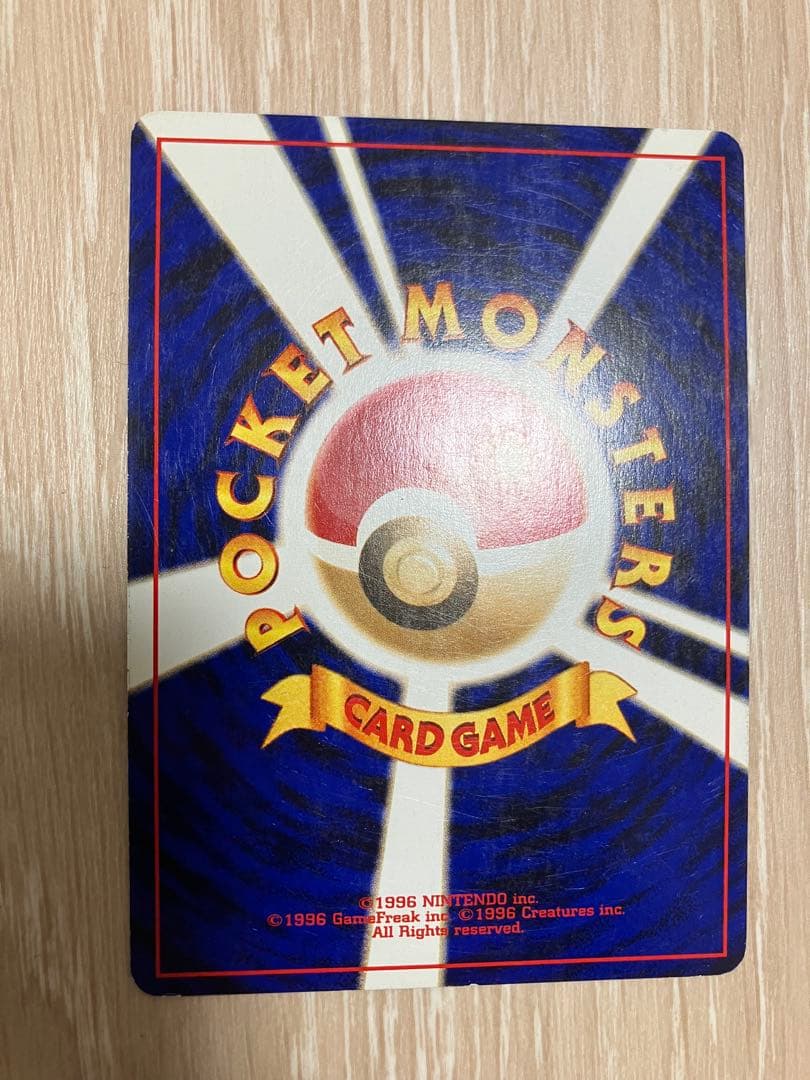 POCKET MONSTERS
CARD GAME
©1996 NINTENDO inc.
©1996 GameFreak inc. ©1996 Creatures inc.
All Rights reserved.